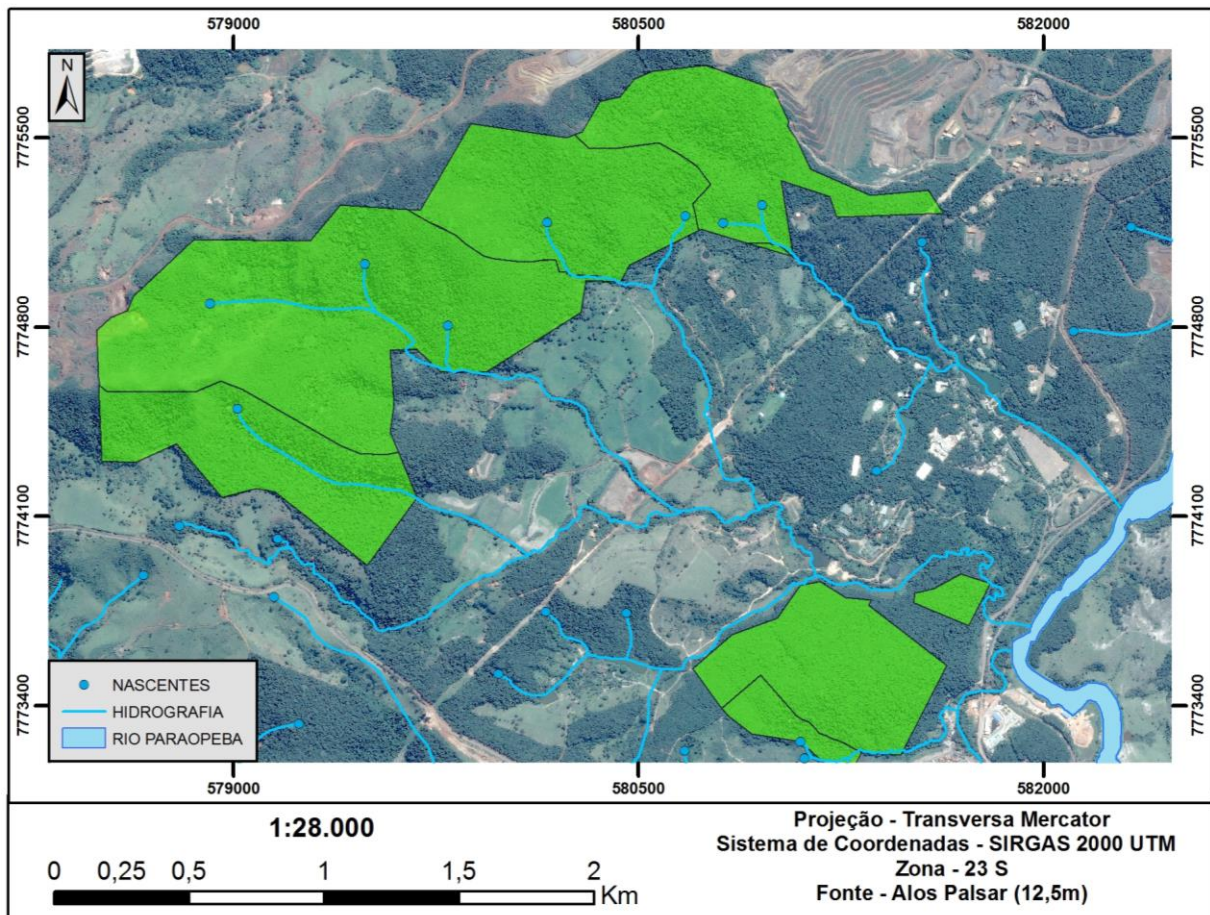 579000 580500 582000
N
7775500 7775500
7774800 7774800
7774100 7774100
7773400 7773400
NASCENTES
HIDROGRAFIA
RIO PARAOPEBA
579000 580500 582000
1:28.000
0 0,25 0,5 1 1,5 2
Km
Projeção - Transversa Mercator
Sistema de Coordenadas - SIRGAS 2000 UTM
Zona - 23 S
Fonte - Alos Palsar (12,5m)